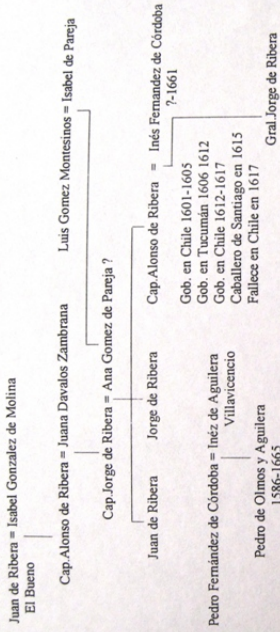 Juan de Ribera = Isabel Gonzalez de Molina
El Bueno
Cap.Alonso de Ribera = Juana Davalos Zambrana
Luis Gomez Montesinos = Isabel de Pareja
Cap.Jorge de Ribera = Ana Gomez de Pareja ?
Juan de Ribera
Jorge de Ribera
Cap.Alonso de Ribera = Inés Fernandez de Córdoba
?-1661
Gob. en Chile 1601-1605
Gob. en Tucumán 1606 1612
Gob. en Chile 1612-1617
Caballero de Santiago en 1615
Fallece en Chile en 1617
Gral.Jorge de Ribera
Pedro Fernández de Córdoba = Inéz de Aguilera
Villavicencio
Pedro de Olmos y Aguilera
1586-1665